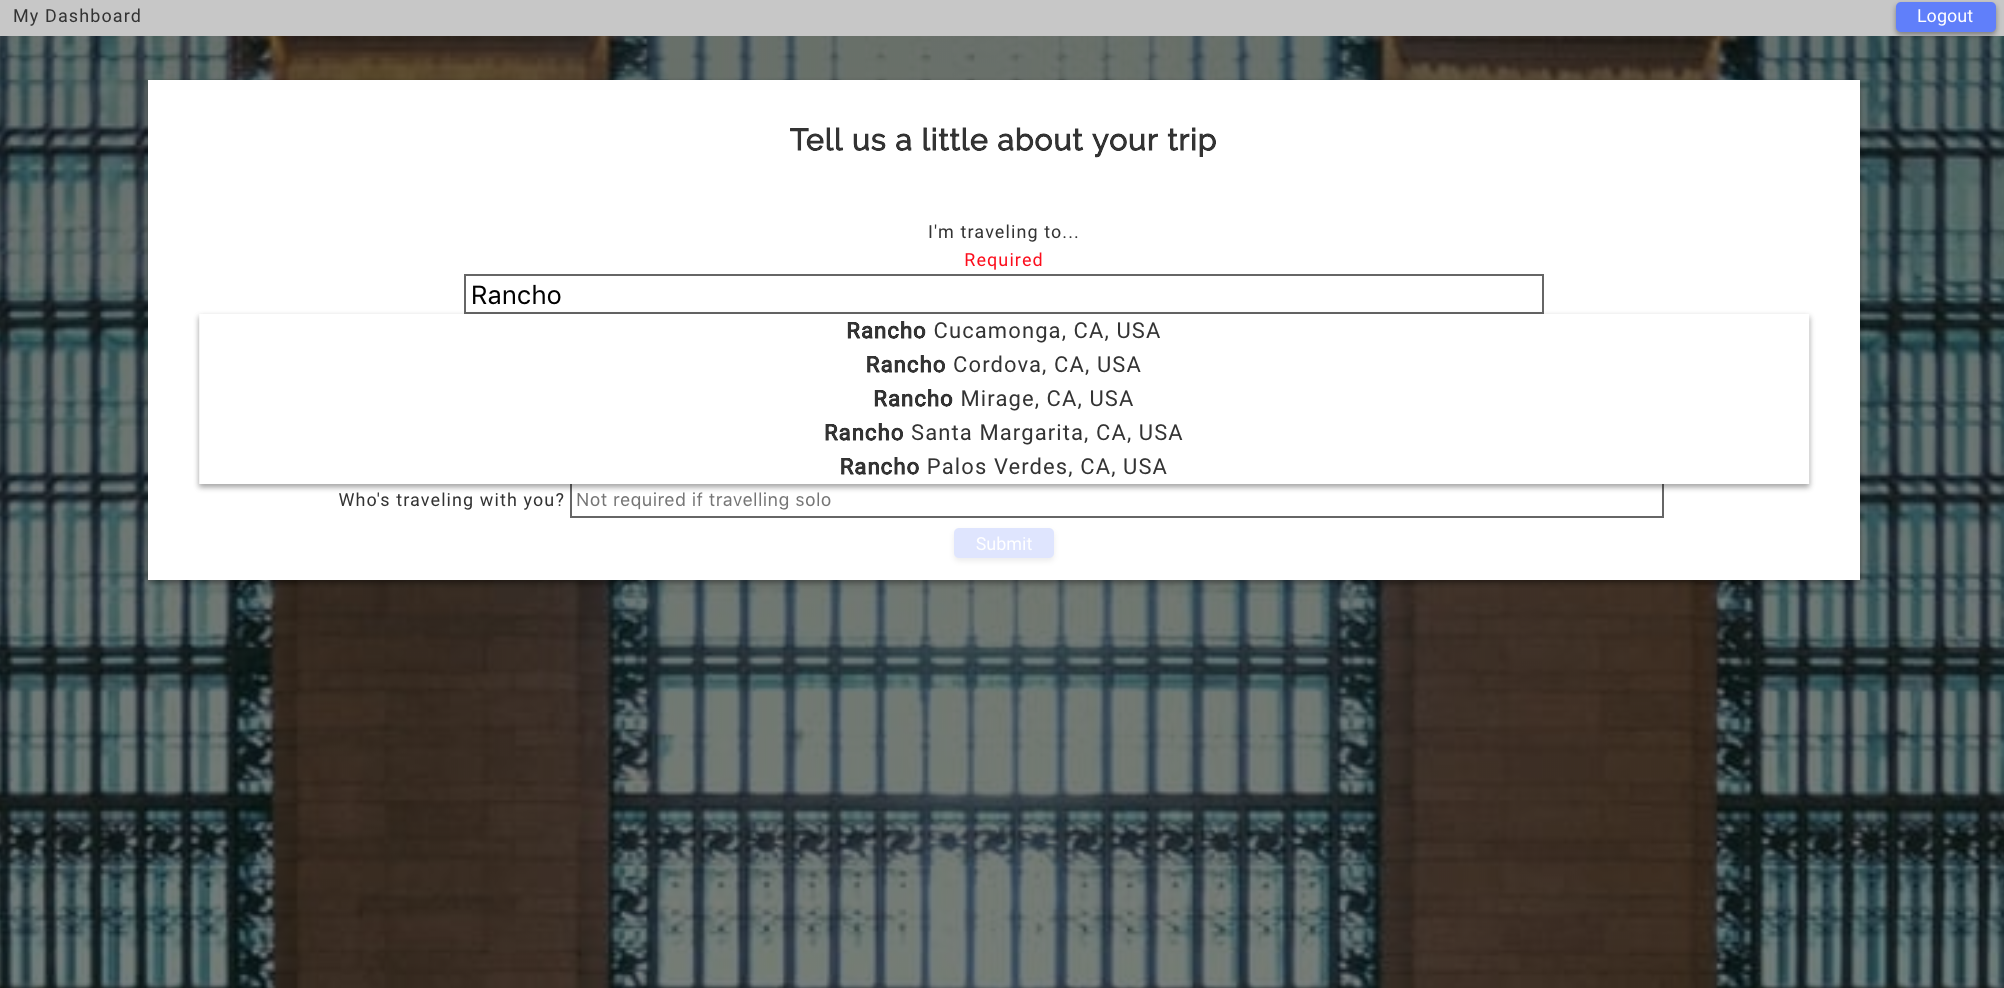 My Dashboard
Logout
Tell us a little about your trip
I'm traveling to...
Required
Rancho
Rancho Cucamonga, CA, USA
Rancho Cordova, CA, USA
Rancho Mirage, CA, USA
Rancho Santa Margarita, CA, USA
Rancho Palos Verdes, CA, USA
Who's traveling with you? Not required if travelling solo
Submit